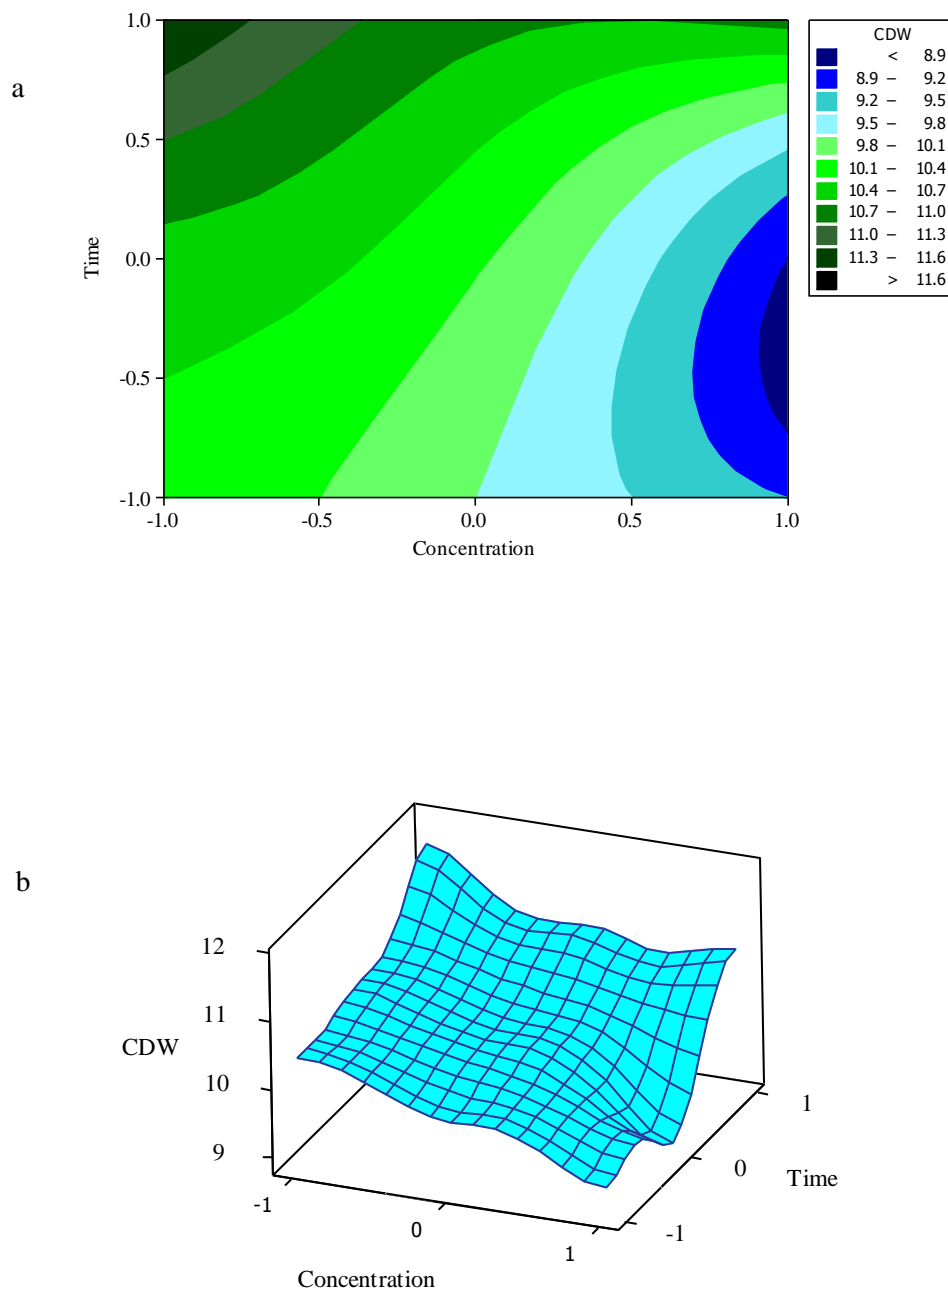 a
1.0
0.5
0.0
-0.5
-1.0
Time
-1.0 -0.5 0.0 0.5 1.0
Concentration
CDW
< 8.9
8.9 – 9.2
9.2 – 9.5
9.5 – 9.8
9.8 – 10.1
10.1 – 10.4
10.4 – 10.7
10.7 – 11.0
11.0 – 11.3
11.3 – 11.6
> 11.6
b
12
11
10
9
CDW
-1 0 1
Concentration
-1 0 1
Time